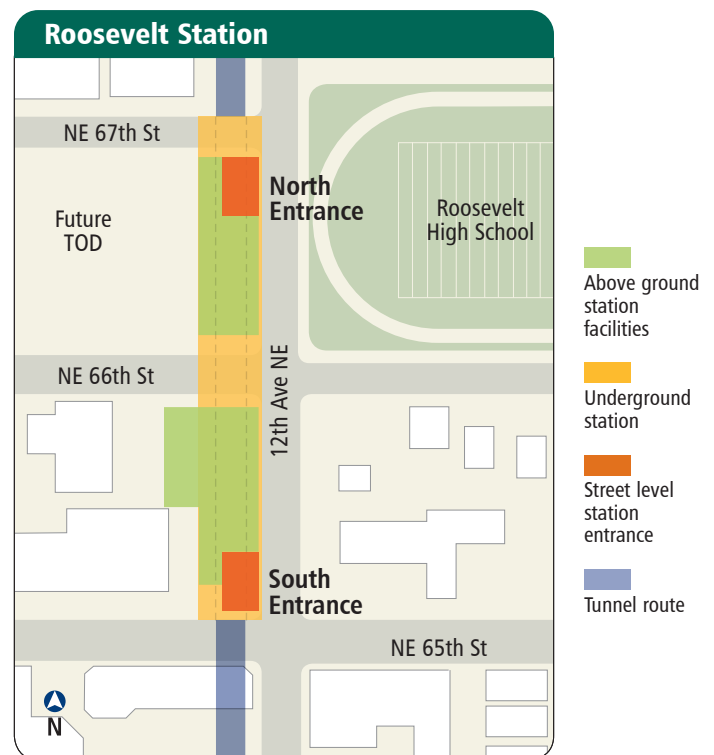 Roosevelt Station
NE 67th St
North
Entrance
Future
TOD
Roosevelt
High School
NE 66th St
12th Ave NE
South
Entrance
NE 65th St
N
Above ground
station
facilities
Underground
station
Street level
station
entrance
Tunnel route